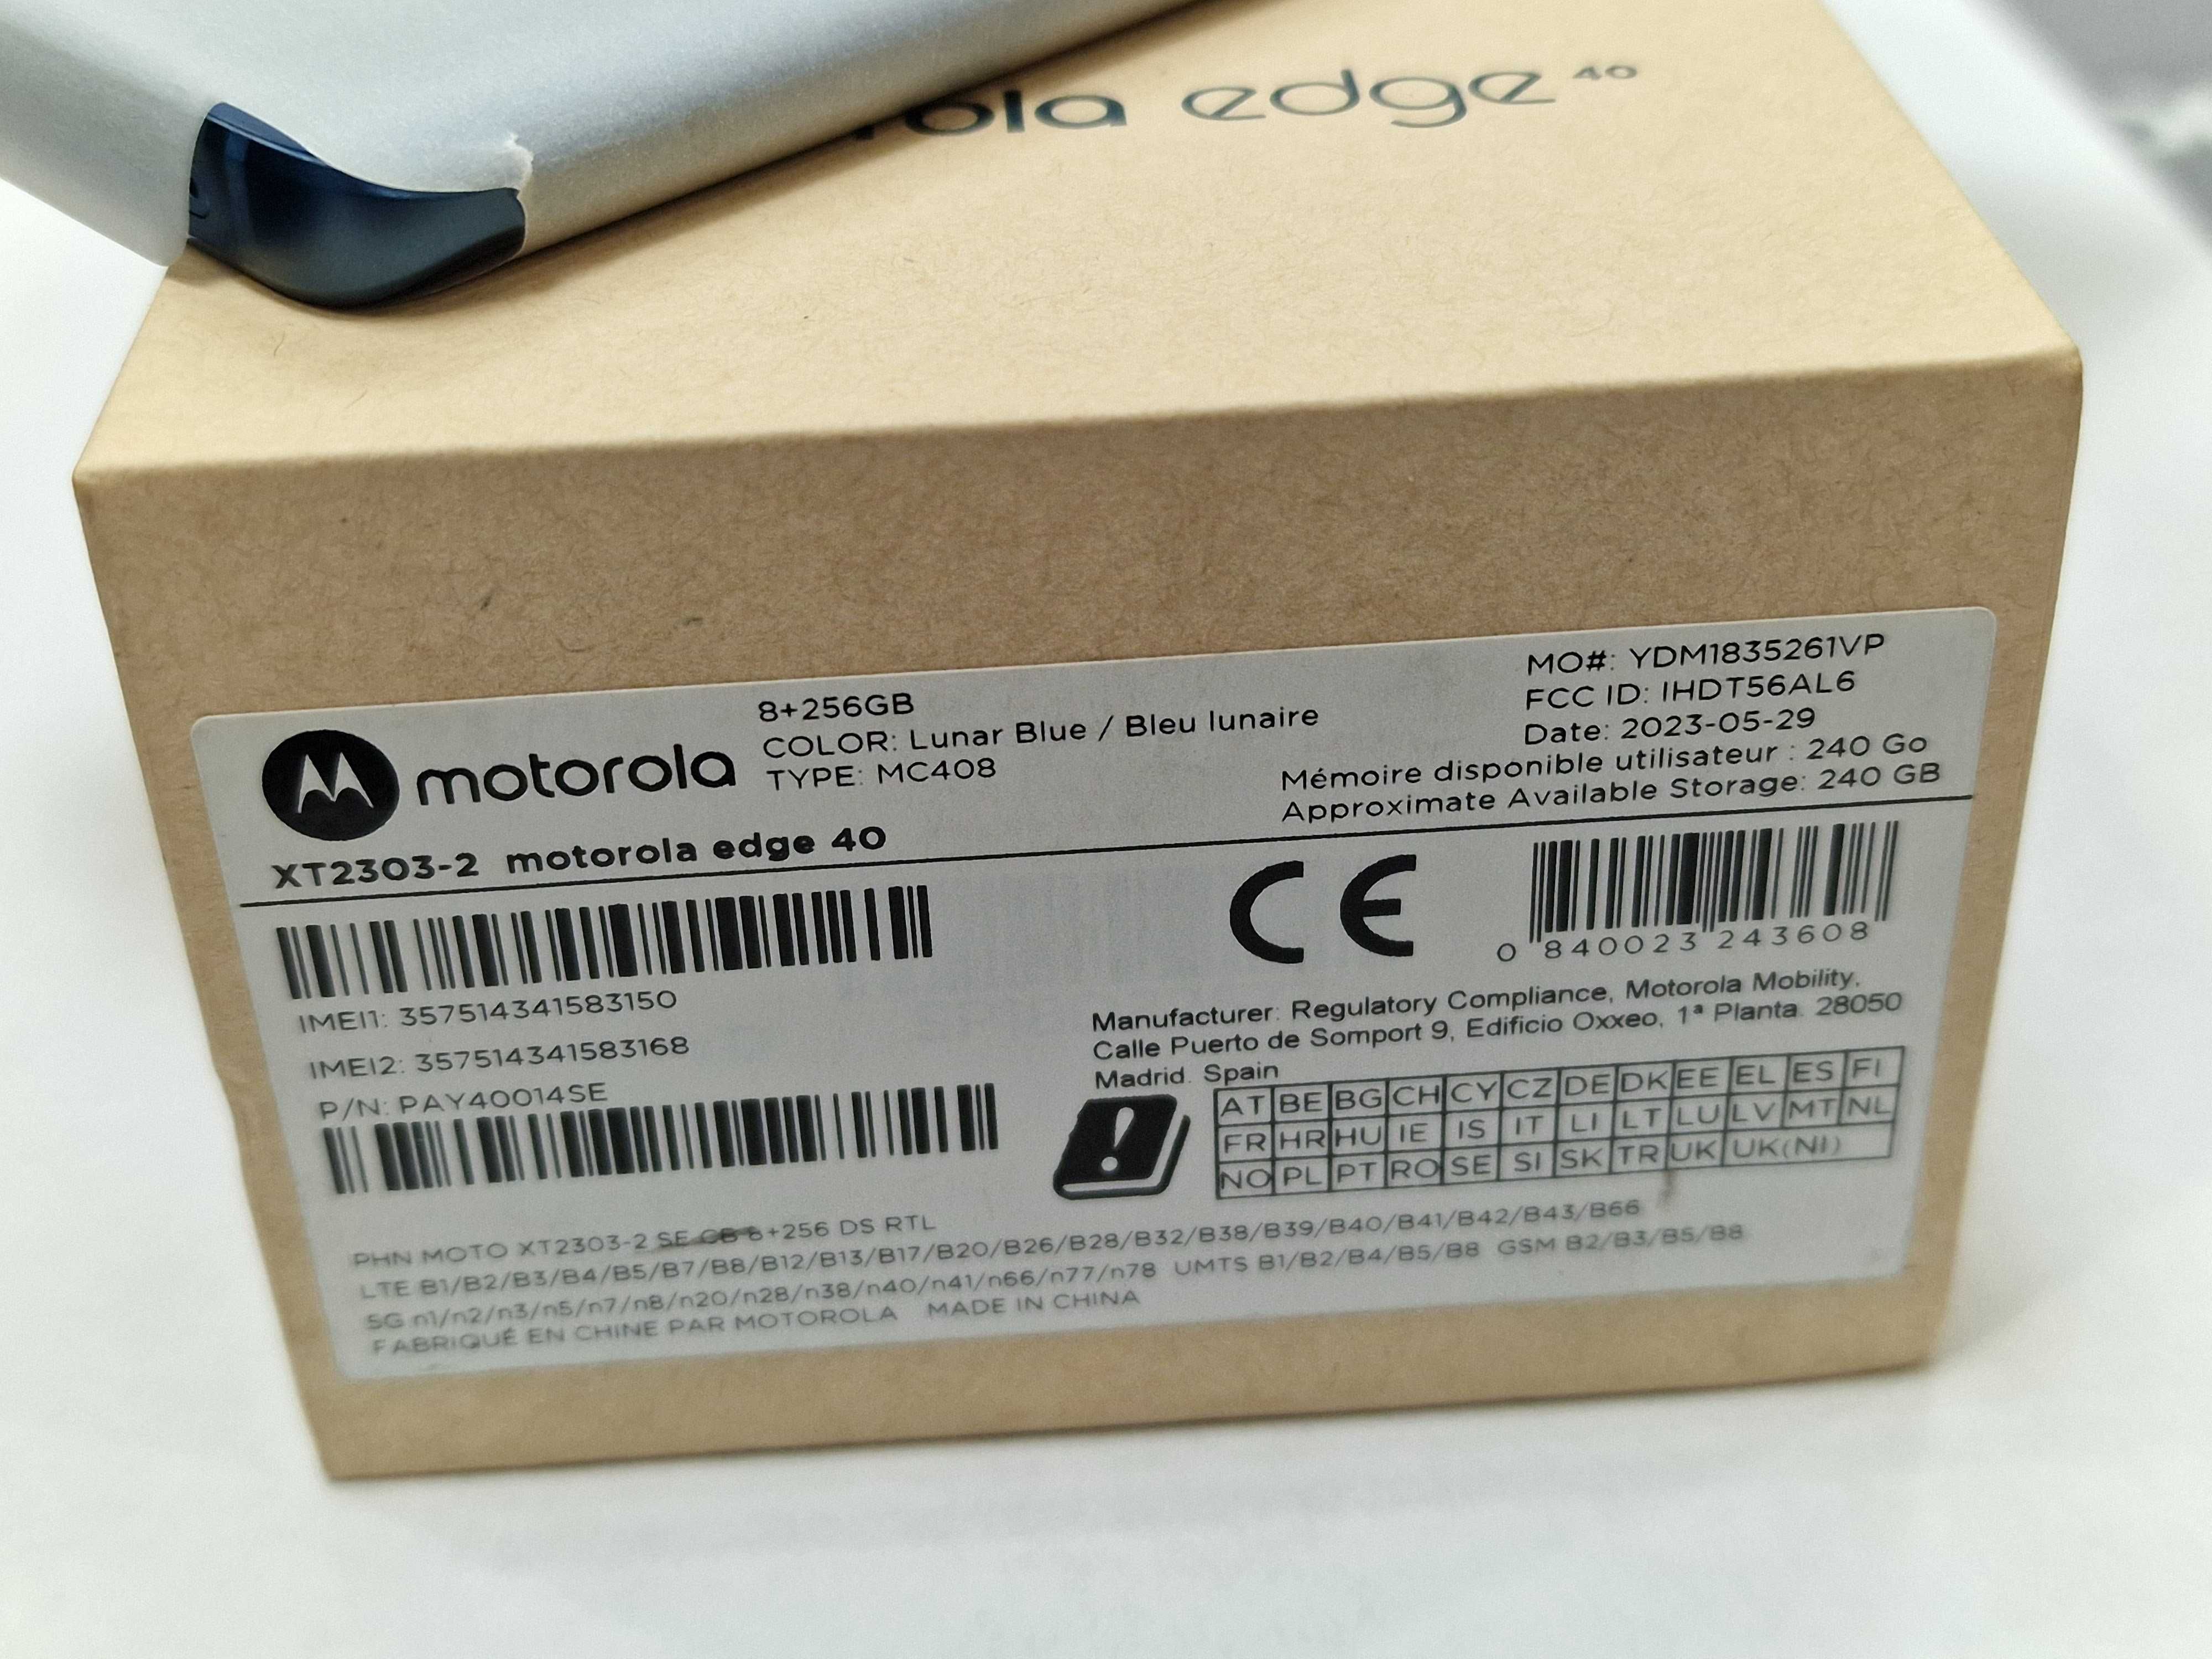 ola edge 40
motorola
8+256GB
COLOR: Lunar Blue / Bleu lunaire
TYPE: MC408
MO#: YDM1835261VP
FCC ID: IHDT56AL6
Date: 2023-05-29
Mémoire disponible utilisateur : 240 Go
Approximate Available Storage: 240 GB
XT2303-2 motorola edge 40
IMEI1: 357514341583150
IMEI2: 357514341583168
P/N: PAY40014SE
CE
0 840023 243608
Manufacturer: Regulatory Compliance, Motorola Mobility,
Calle Puerto de Somport 9, Edificio Oxxeo, 1ª Planta. 28050
Madrid. Spain
AT BE BG CH CY CZ DE DK EE EL ES FI
FR HR HU IE IS IT LI LT LU LV MT NL
NO PL PT RO SE SI SK TR UK UK(NI)
PHN MOTO XT2303-2 SE CB 8+256 DS RTL
LTE B1/B2/B3/B4/B5/B7/B8/B12/B13/B17/B20/B26/B28/B32/B38/B39/B40/B41/B42/B43/B66
5G n1/n2/n3/n5/n7/n8/n20/n28/n38/n40/n41/n66/n77/n78 UMTS B1/B2/B4/B5/B8 GSM B2/B3/B5/B8
FABRIQUÉ EN CHINE PAR MOTOROLA MADE IN CHINA